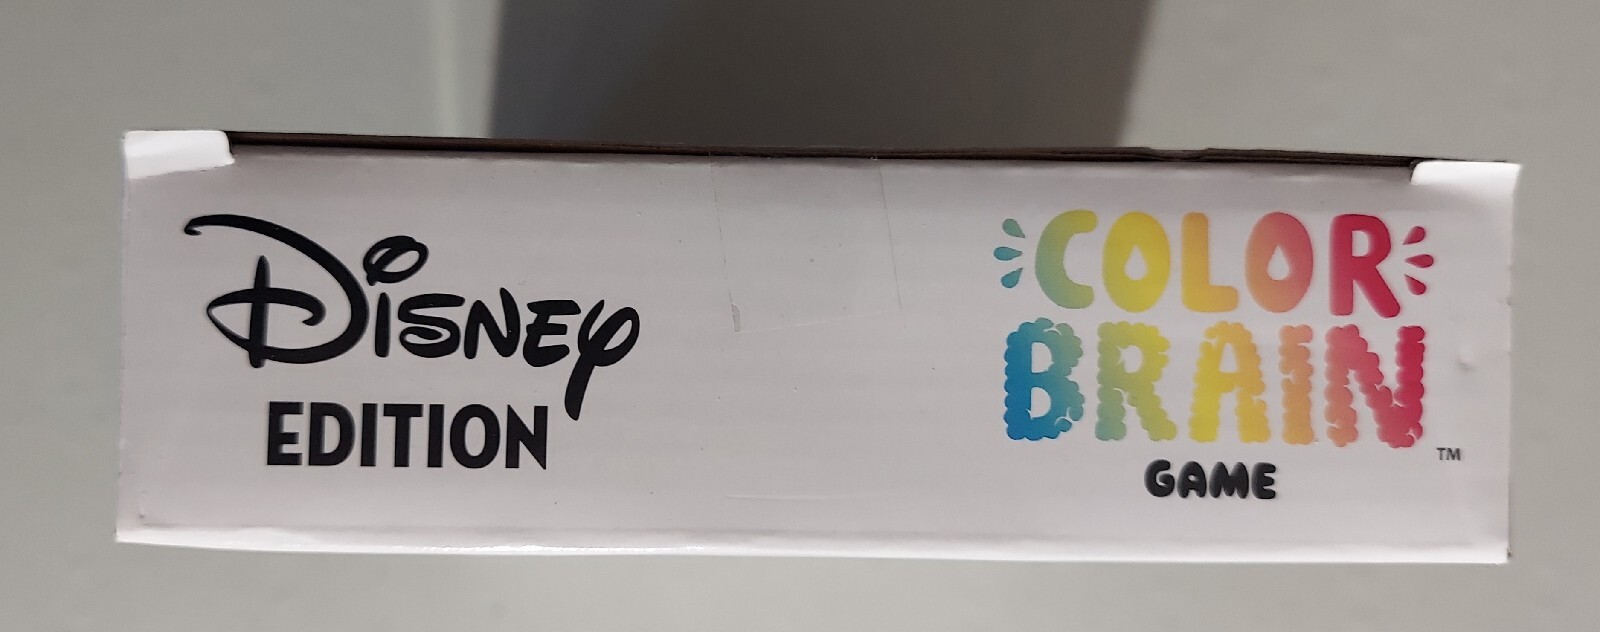 DISNEY
EDITION
COLOR
BRAIN
TM
GAME